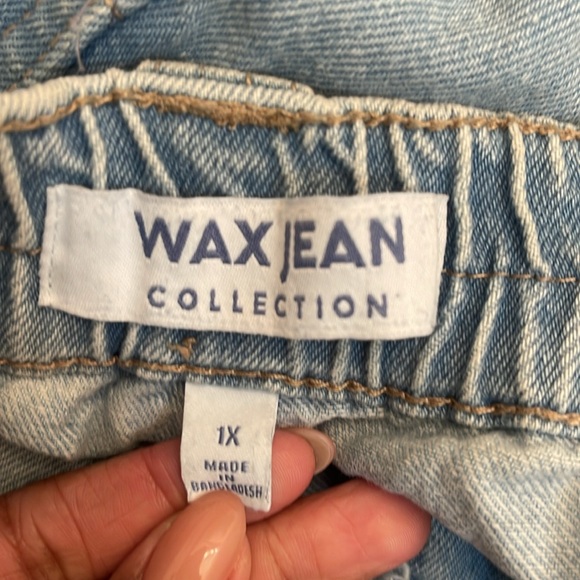 WAX JEAN
COLLECTION
1X
MADE
IN
BANGLADESH